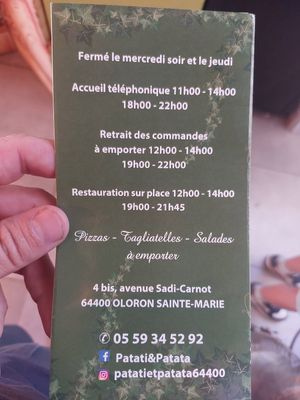 Fermé le mercredi soir et le jeudi
Accueil téléphonique 11h00 - 14h00
18h00 - 22h00
Retrait des commandes
à emporter 12h00 - 14h00
19h00 - 22h00
Restauration sur place 12h00 - 14h00
19h00 - 21h45
Pizzas - Tagliatelles - Salades
à emporter
4 bis, avenue Sadi-Carnot
64400 OLORON SAINTE-MARIE
05 59 34 52 92
Patati&Patata
patatietpatata64400